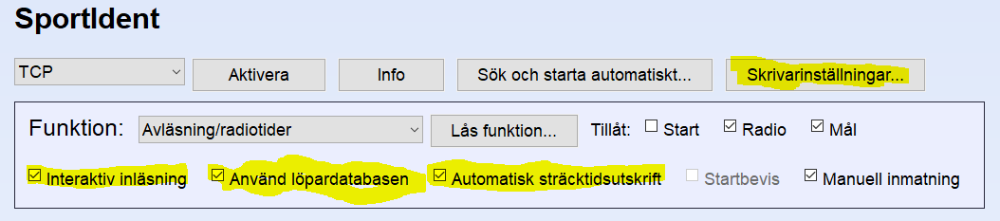 SportIdent
TCP Aktivera Info Sök och starta automatiskt... Skrivarinställningar...
Funktion: Avläsning/radiotider Lås funktion... Tillåt: Start Radio Mål
Interaktiv inläsning Använd löpardatabasen Automatisk sträcktidsutskrift Startbevis Manuell inmatning